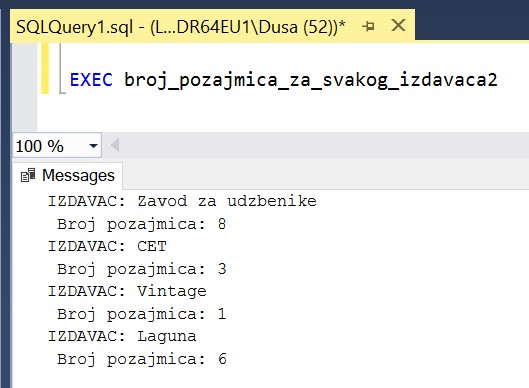 SQLQuery1.sql - (L...DR64EU1\Dusa (52))*
EXEC broj_pozajmica_za_svakog_izdavaca2
100 %
Messages
IZDAVAC: Zavod za udzbenike
Broj pozajmica: 8
IZDAVAC: CET
Broj pozajmica: 3
IZDAVAC: Vintage
Broj pozajmica: 1
IZDAVAC: Laguna
Broj pozajmica: 6